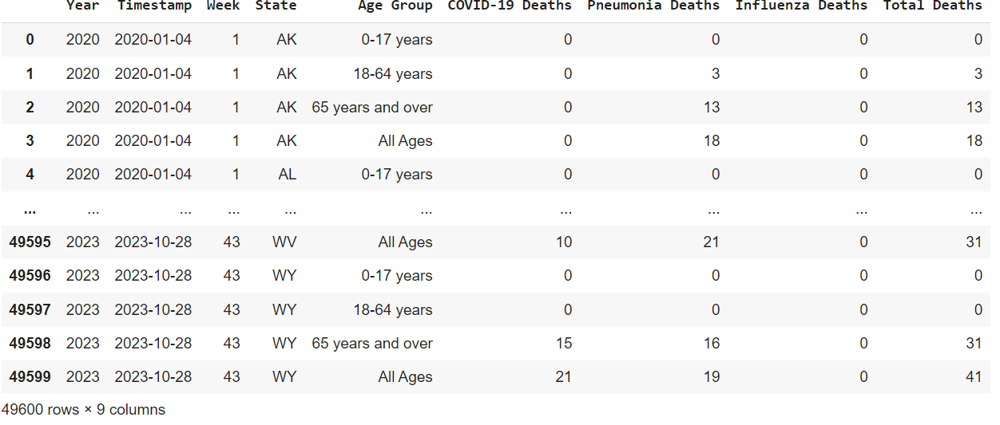 Year Timestamp Week State Age Group COVID-19 Deaths Pneumonia Deaths Influenza Deaths Total Deaths
0 2020 2020-01-04 1 AK 0-17 years 0 0 0 0
1 2020 2020-01-04 1 AK 18-64 years 0 3 0 3
2 2020 2020-01-04 1 AK 65 years and over 0 13 0 13
3 2020 2020-01-04 1 AK All Ages 0 18 0 18
4 2020 2020-01-04 1 AL 0-17 years 0 0 0 0
... ... ... ... ... ... ... ... ... ...
49595 2023 2023-10-28 43 WV All Ages 10 21 0 31
49596 2023 2023-10-28 43 WY 0-17 years 0 0 0 0
49597 2023 2023-10-28 43 WY 18-64 years 0 0 0 0
49598 2023 2023-10-28 43 WY 65 years and over 15 16 0 31
49599 2023 2023-10-28 43 WY All Ages 21 19 0 41
49600 rows × 9 columns